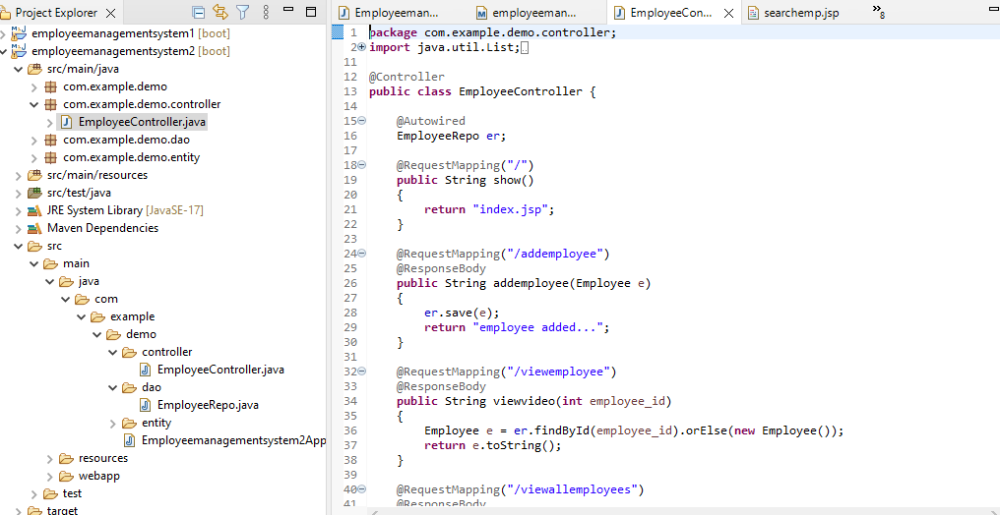 Project Explorer
employeemanagementsystem1 [boot]
employeemanagementsystem2 [boot]
src/main/java
com.example.demo
com.example.demo.controller
EmployeeController.java
com.example.demo.dao
com.example.demo.entity
src/main/resources
src/test/java
JRE System Library [JavaSE-17]
Maven Dependencies
src
main
java
com
example
demo
controller
EmployeeController.java
dao
EmployeeRepo.java
entity
Employeemanagementsystem2App
resources
webapp
test
target
Employeeman...
employeeman...
EmployeeCon...
searchemp.jsp
8
1 package com.example.demo.controller;
2 import java.util.List;
11
12 @Controller
13 public class EmployeeController {
14
15 @Autowired
16 EmployeeRepo er;
17
18 @RequestMapping("/")
19 public String show()
20 {
21 return "index.jsp";
22 }
23
24 @RequestMapping("/addemployee")
25 @ResponseBody
26 public String addemployee(Employee e)
27 {
28 er.save(e);
29 return "employee added...";
30 }
31
32 @RequestMapping("/viewemployee")
33 @ResponseBody
34 public String viewvideo(int employee_id)
35 {
36 Employee e = er.findById(employee_id).orElse(new Employee());
37 return e.toString();
38 }
39
40 @RequestMapping("/viewallemployees")
41 @ResponseBody